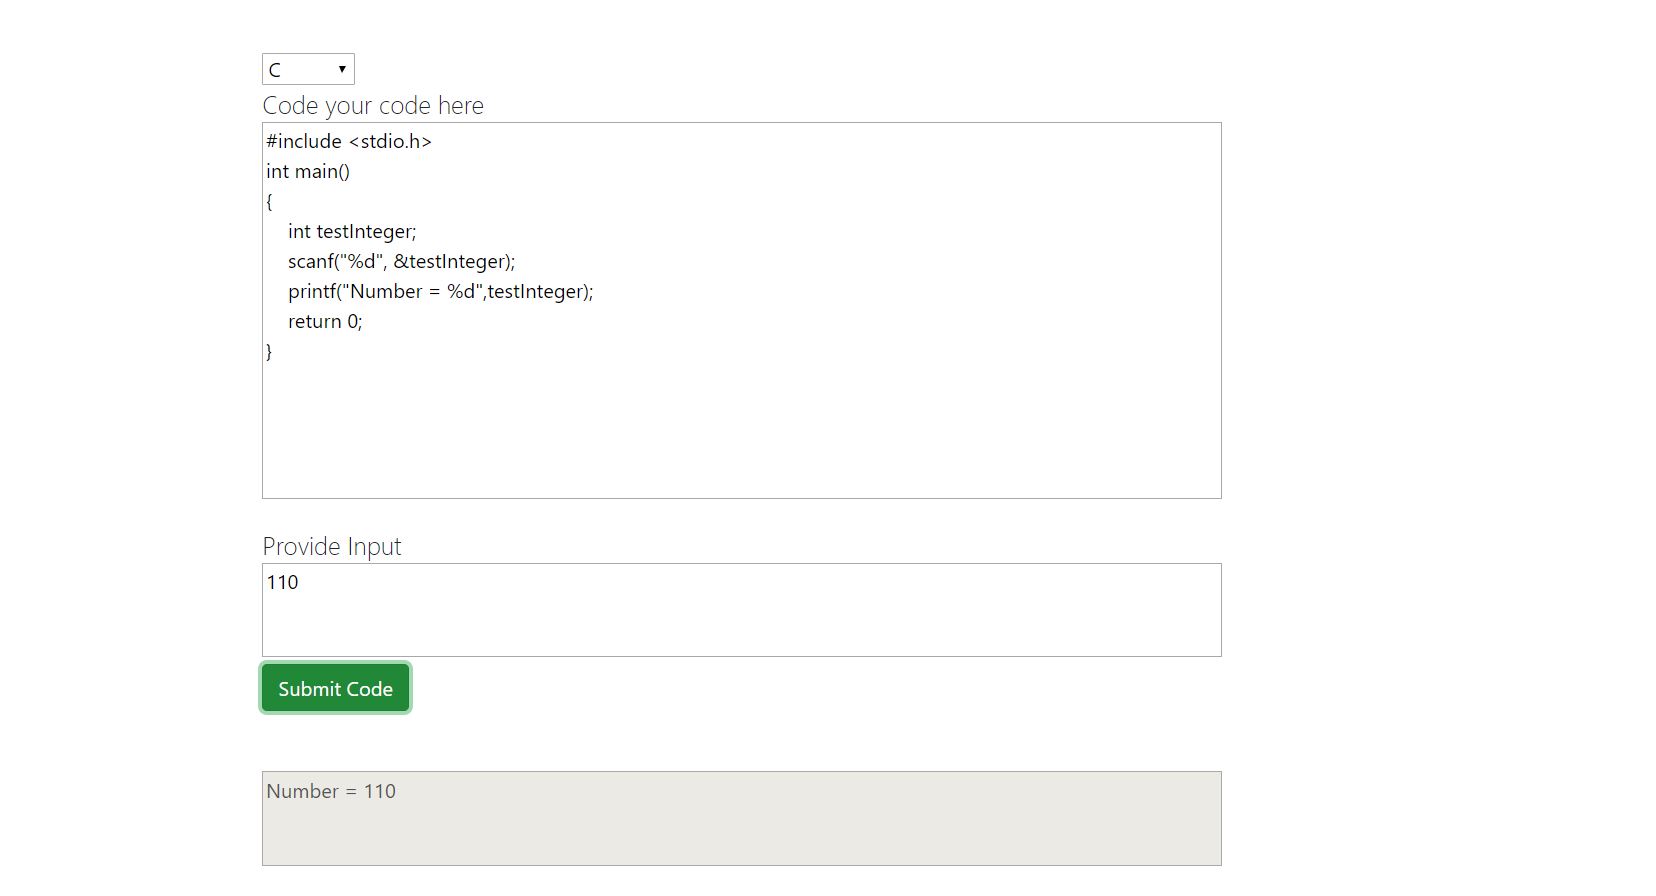 C
Code your code here
#include <stdio.h>
int main()
{
    int testInteger;
    scanf("%d", &testInteger);
    printf("Number = %d",testInteger);
    return 0;
}
Provide Input
110
Submit Code
Number = 110